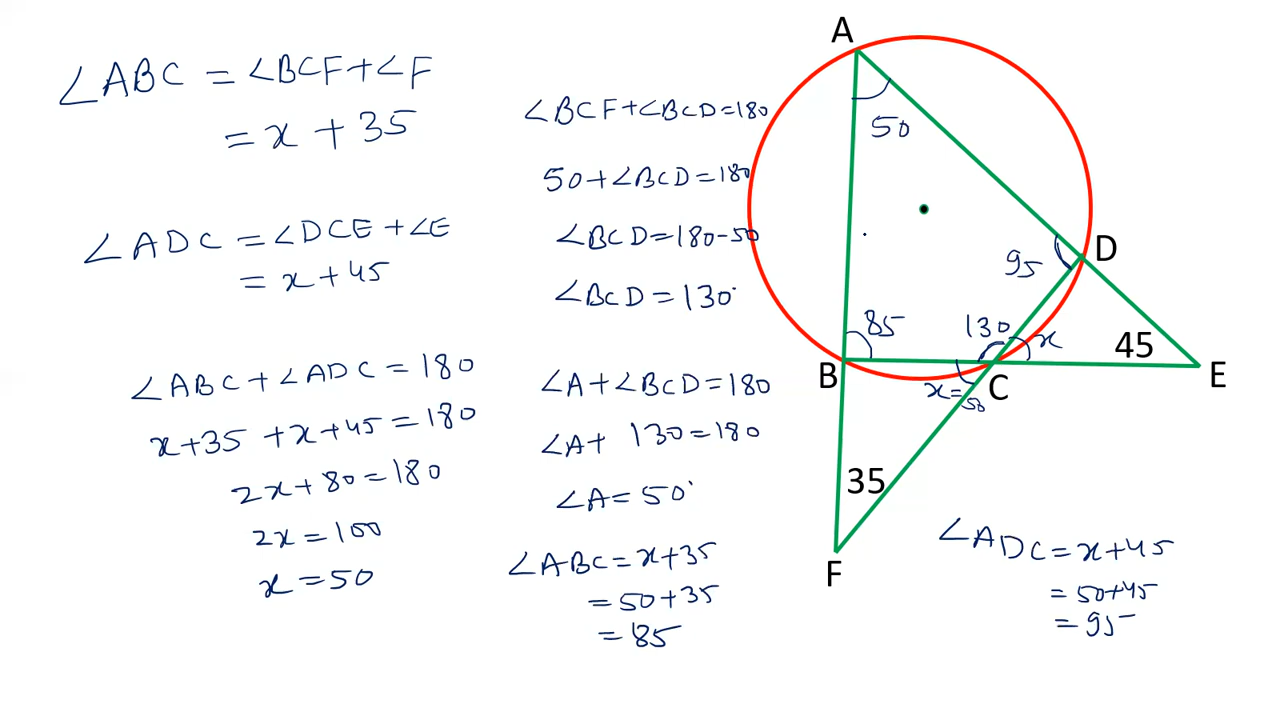 ∠ABC = ∠BCF+∠F
= x + 35
∠ADC = ∠DCE +∠E
= x +45
∠ABC+∠ADC = 180
x+35 +x+45 = 180
2x+80 = 180
2x = 100
x = 50
∠BCF+∠BCD=180
50+∠BCD=180
∠BCD=180-50
∠BCD = 130°
∠A+∠BCD=180
∠A+ 130=180
∠A= 50°
∠ABC= x+35
= 50+35
= 85
A
50
D
95
85
130
x
45
B
C
E
x=50
35
F
∠ADC= x+45
= 50+45
= 95